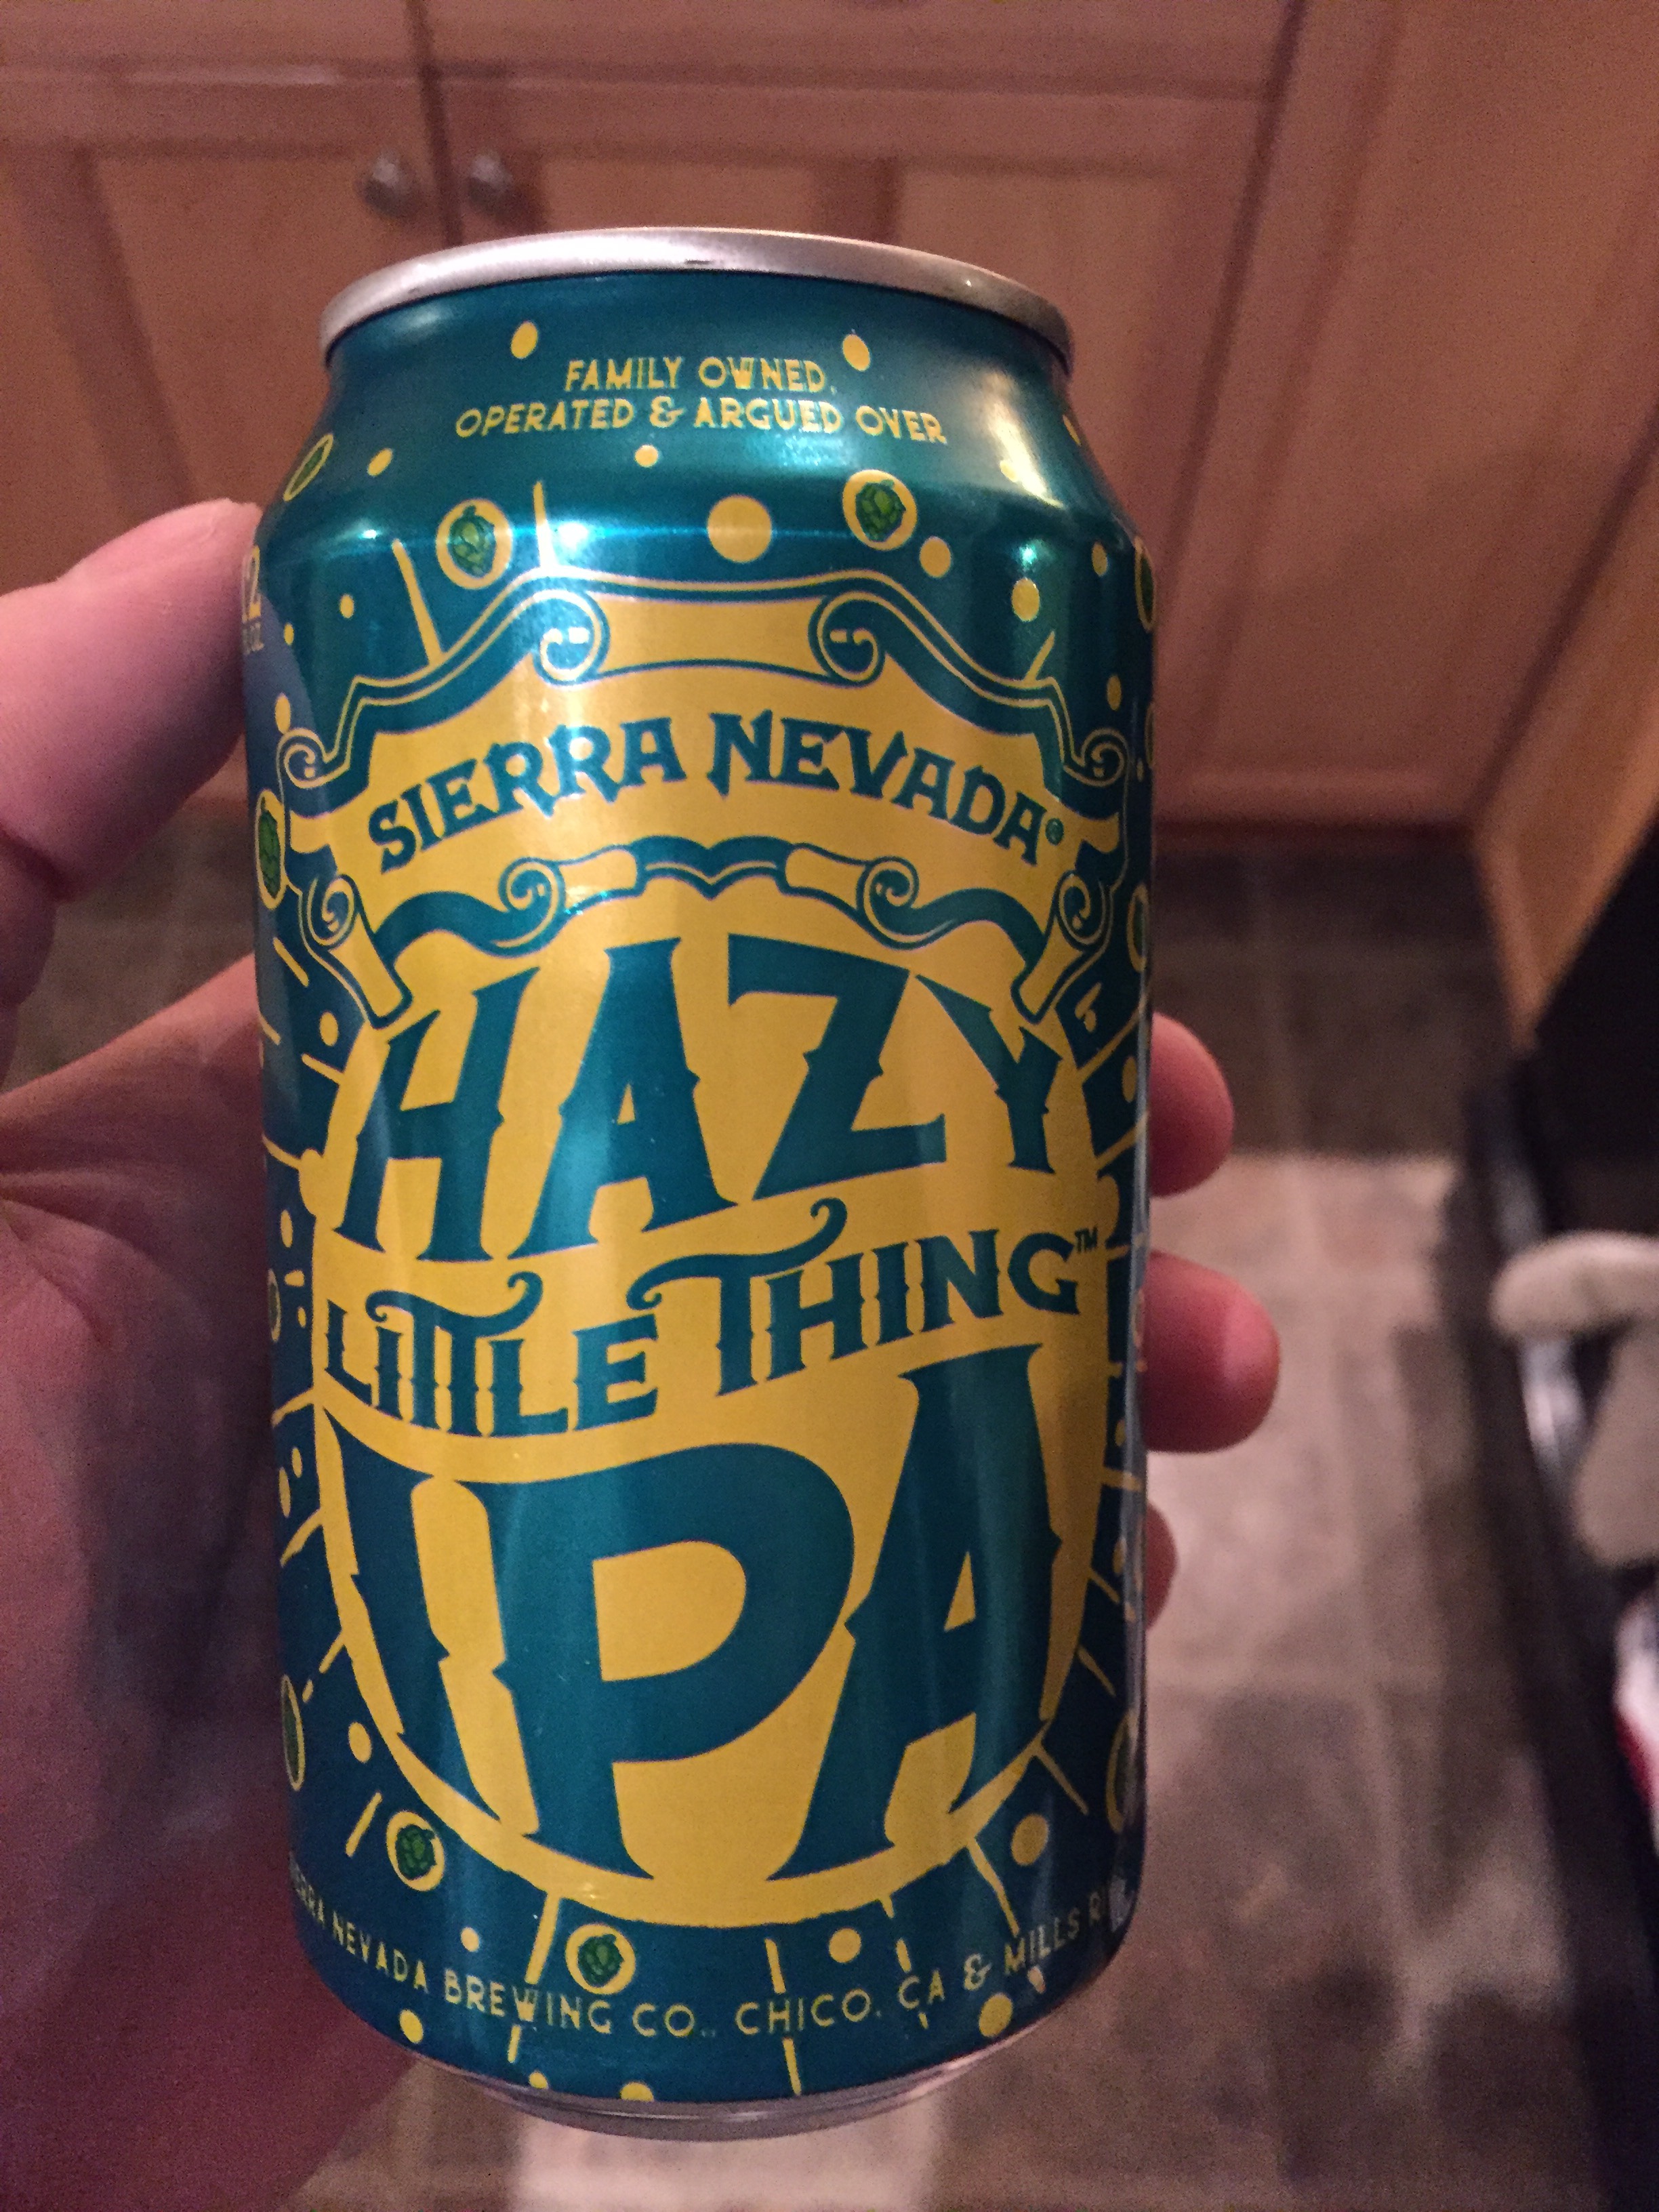 FAMILY OWNED,
OPERATED & ARGUED OVER
SIERRA NEVADA®
HAZY
LITTLE THING™
IPA
NEVADA BREWING CO., CHICO, CA & MILLS